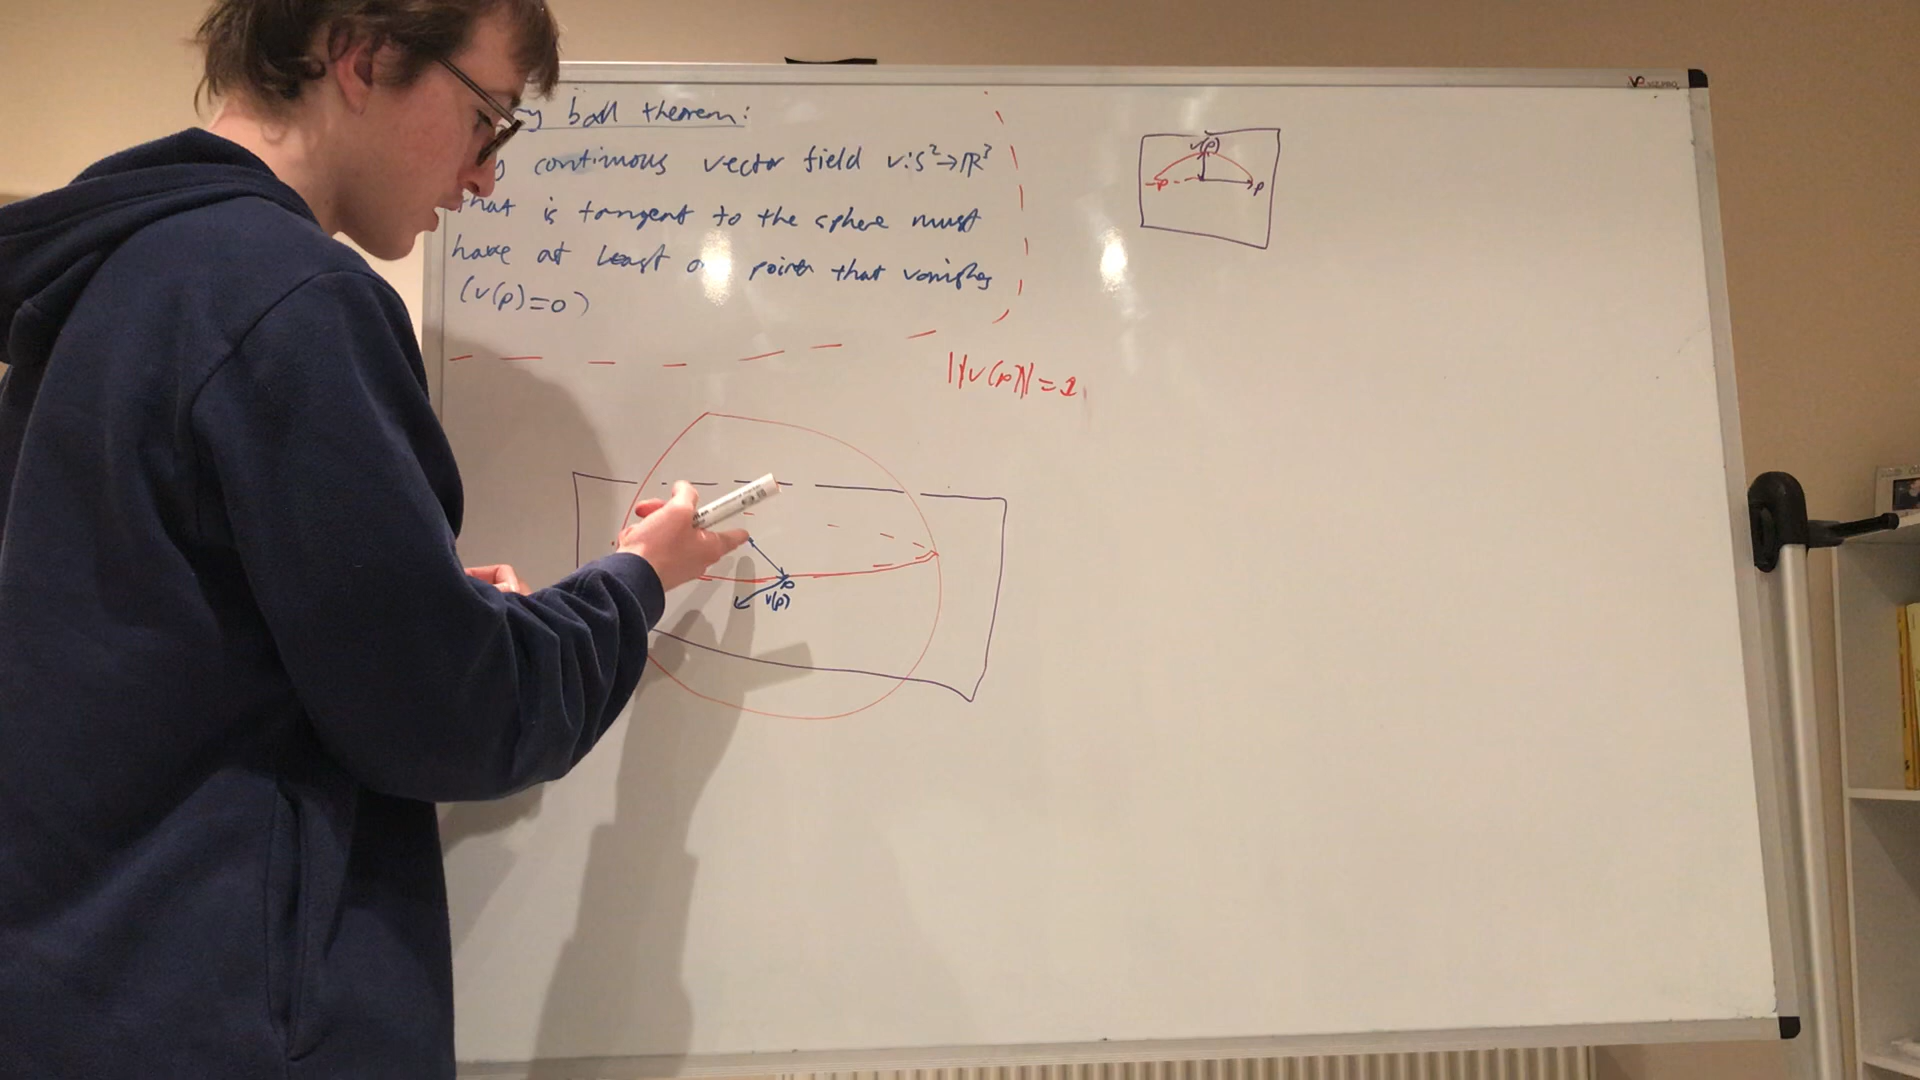 ball theorem:
continuous vector field v:S²→ℝ³
that is tangent to the sphere must
have at least point that vanishes
(v(p)=0)
||v(p)||=1
v(p)
-p
p
p
v(p)